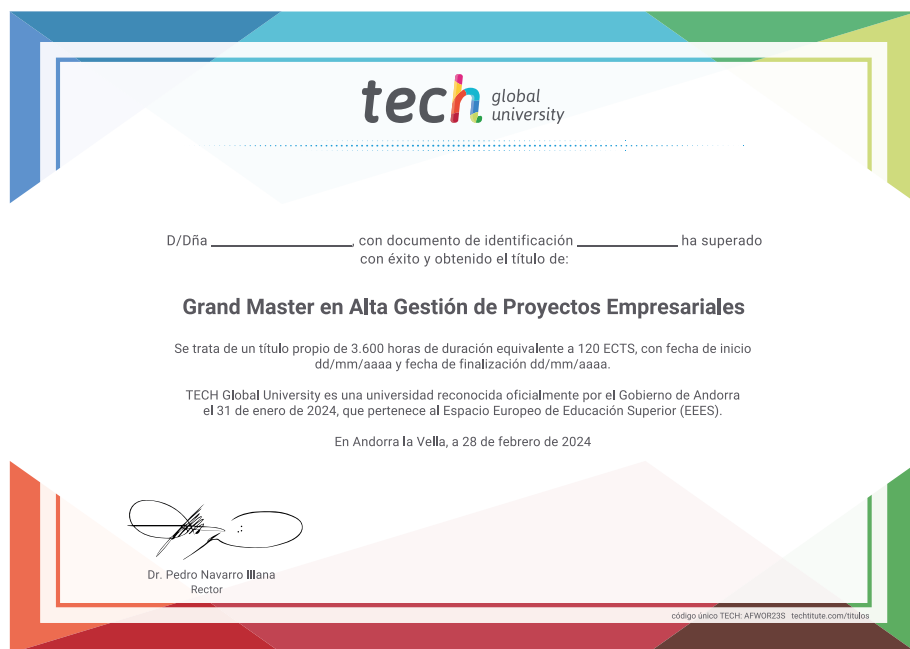 tech global university
D/Dña ____________________, con documento de identificación ______________ ha superado
con éxito y obtenido el título de:
Grand Master en Alta Gestión de Proyectos Empresariales
Se trata de un título propio de 3.600 horas de duración equivalente a 120 ECTS, con fecha de inicio
dd/mm/aaaa y fecha de finalización dd/mm/aaaa.
TECH Global University es una universidad reconocida oficialmente por el Gobierno de Andorra
el 31 de enero de 2024, que pertenece al Espacio Europeo de Educación Superior (EEES).
En Andorra la Vella, a 28 de febrero de 2024
Dr. Pedro Navarro Illana
Rector
código único TECH: AFWOR23S techtitute.com/titulos